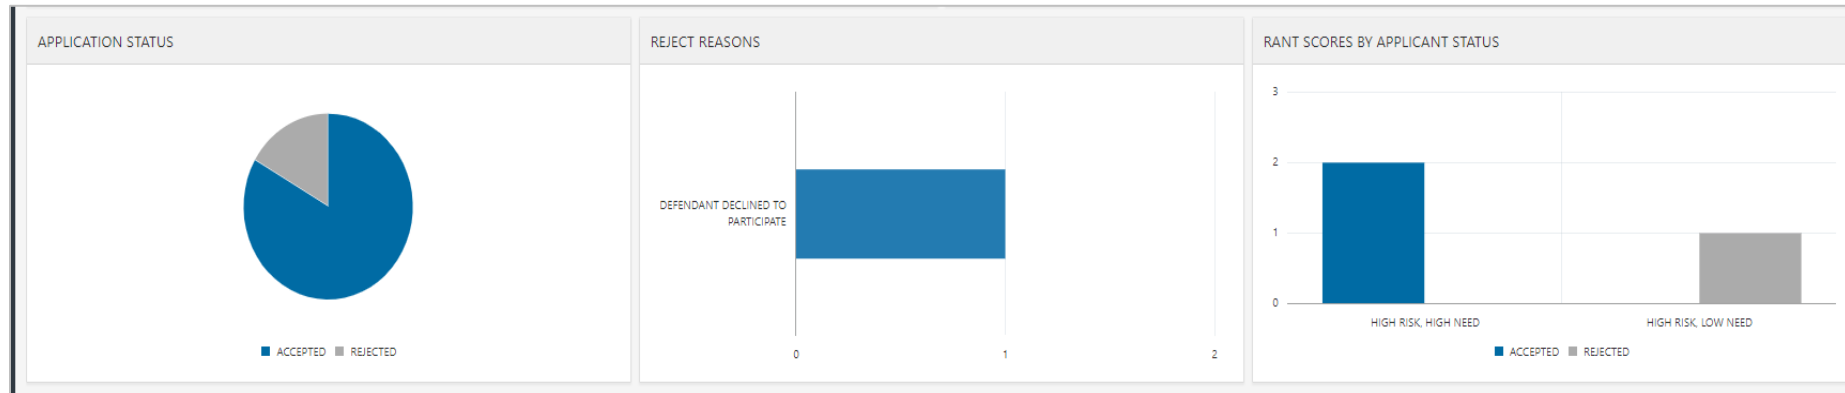 APPLICATION STATUS
ACCEPTED REJECTED
REJECT REASONS
DEFENDANT DECLINED TO
PARTICIPATE
0 1 2
RANT SCORES BY APPLICANT STATUS
3
2
1
0
HIGH RISK, HIGH NEED HIGH RISK, LOW NEED
ACCEPTED REJECTED